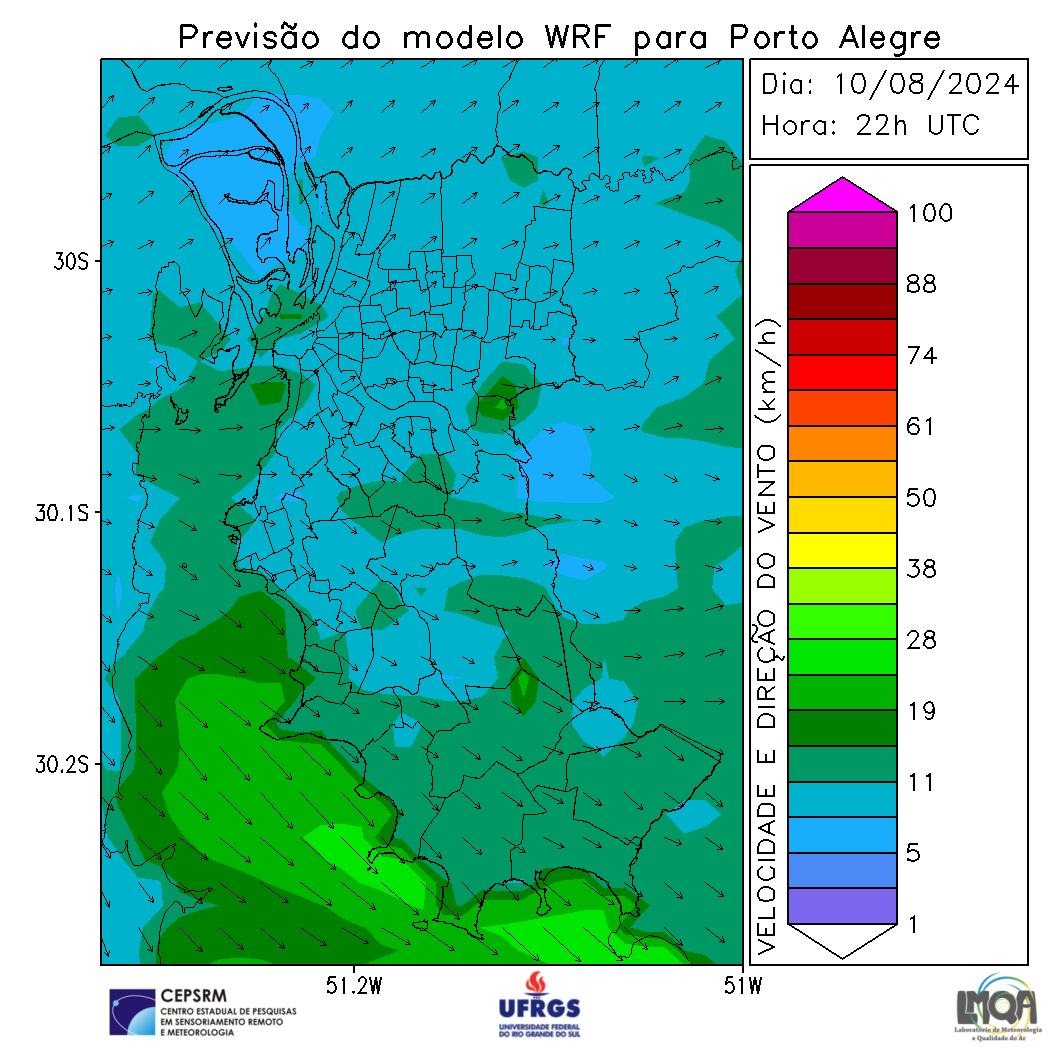 Previsão do modelo WRF para Porto Alegre
Dia: 10/08/2024
Hora: 22h UTC
30S
30.1S
30.2S
51.2W
51W
VELOCIDADE E DIREÇÃO DO VENTO (km/h)
100
88
74
61
50
38
28
19
11
5
1
CEPSRM
CENTRO ESTADUAL DE PESQUISAS
EM SENSORIAMENTO REMOTO
E METEOROLOGIA
UFRGS
UNIVERSIDADE FEDERAL
DO RIO GRANDE DO SUL
LMQA
Laboratório de Meteorologia
e Qualidade do Ar